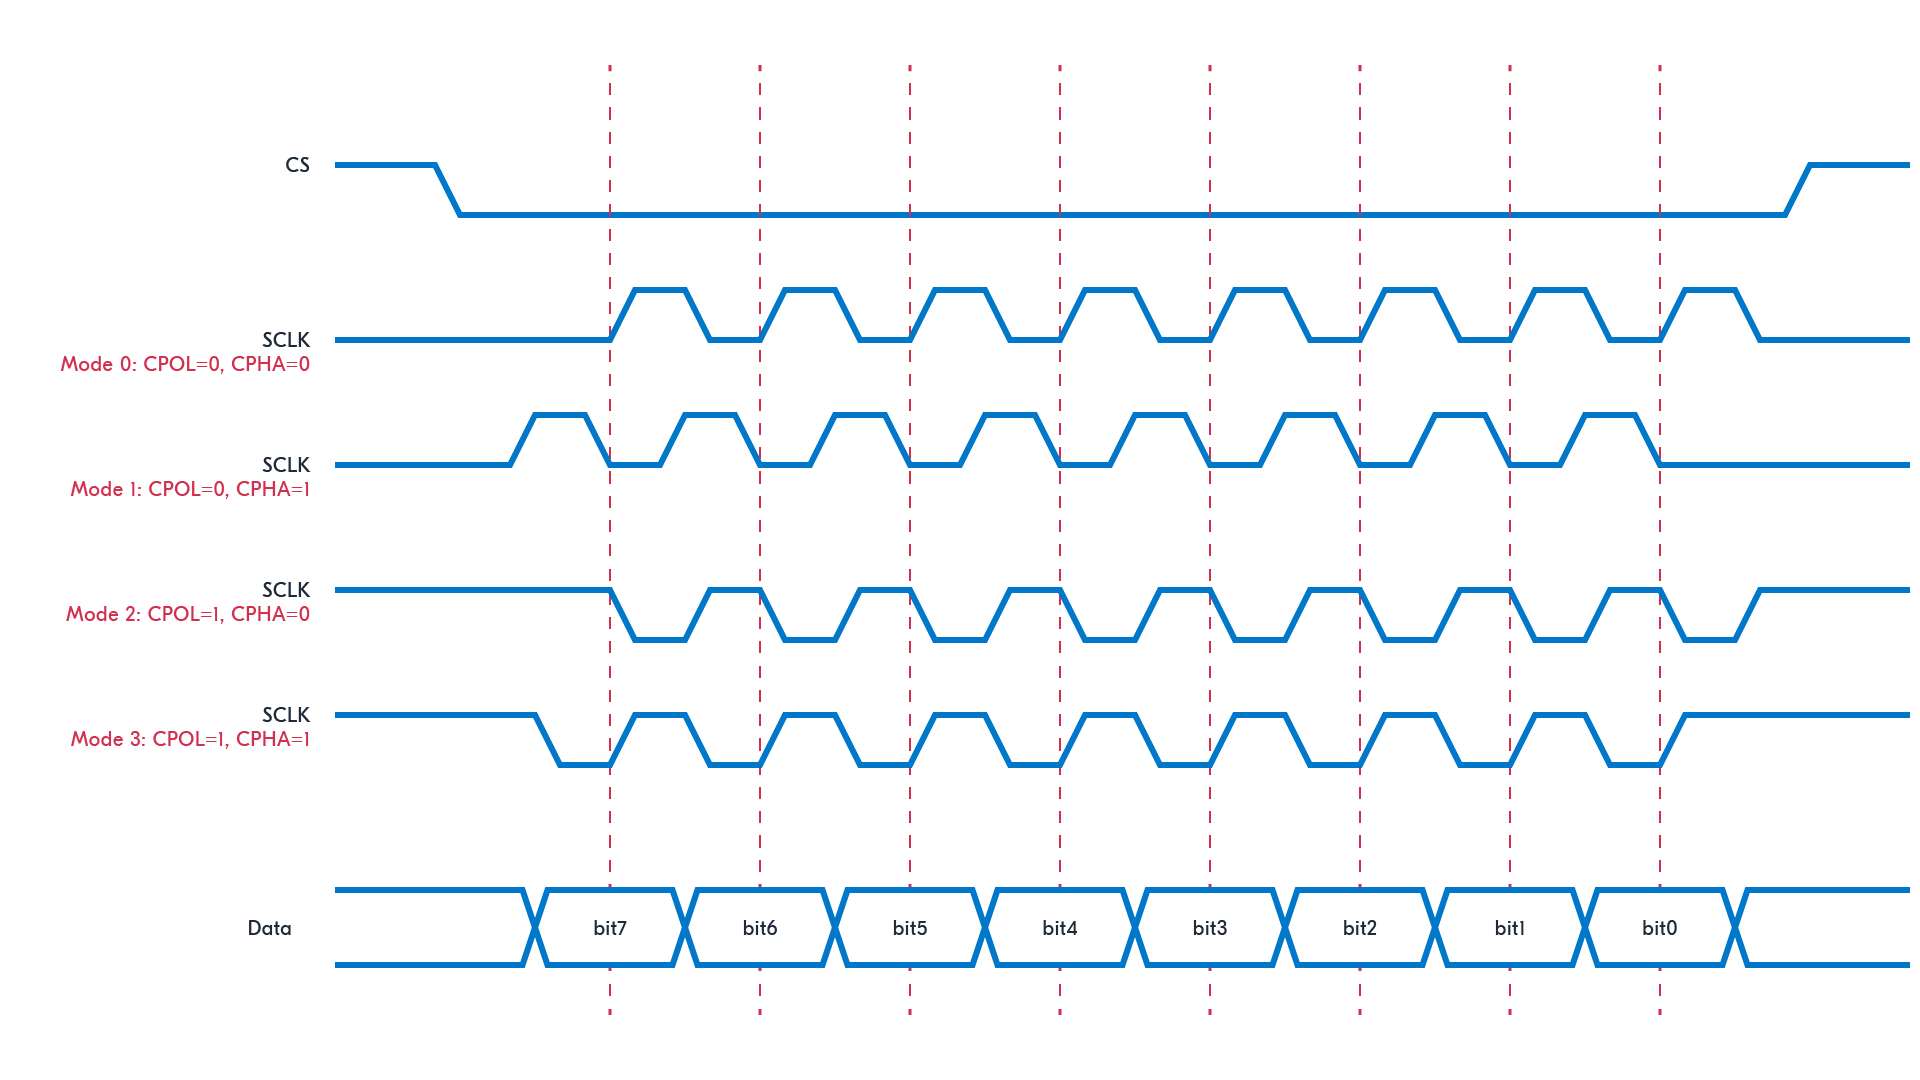 CS
SCLK
Mode 0: CPOL=0, CPHA=0
SCLK
Mode 1: CPOL=0, CPHA=1
SCLK
Mode 2: CPOL=1, CPHA=0
SCLK
Mode 3: CPOL=1, CPHA=1
Data bit7 bit6 bit5 bit4 bit3 bit2 bit1 bit0